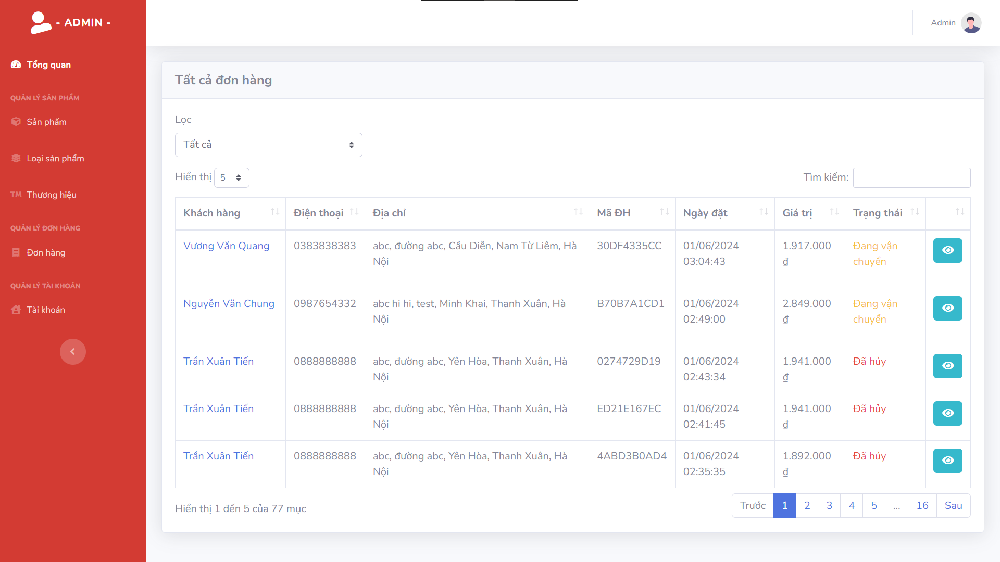 - ADMIN -
Admin
Tổng quan
QUẢN LÝ SẢN PHẨM
Sản phẩm
Loại sản phẩm
TM Thương hiệu
QUẢN LÝ ĐƠN HÀNG
Đơn hàng
QUẢN LÝ TÀI KHOẢN
Tài khoản
Tất cả đơn hàng
Lọc
Tất cả
Hiển thị 5
Tìm kiếm:
Khách hàng Điện thoại Địa chỉ Mã ĐH Ngày đặt Giá trị Trạng thái
Vương Văn Quang 0383838383 abc, đường abc, Cầu Diễn, Nam Từ Liêm, Hà 30DF4335CC 01/06/2024 1.917.000 Đang vận
Nội 03:04:43 ₫ chuyển
Nguyễn Văn Chung 0987654332 abc hi hi, test, Minh Khai, Thanh Xuân, Hà B70B7A1CD1 01/06/2024 2.849.000 Đang vận
Nội 02:49:00 ₫ chuyển
Trần Xuân Tiến 0888888888 abc, đường abc, Yên Hòa, Thanh Xuân, Hà 0274729D19 01/06/2024 1.941.000 Đã hủy
Nội 02:43:34 ₫
Trần Xuân Tiến 0888888888 abc, đường abc, Yên Hòa, Thanh Xuân, Hà ED21E167EC 01/06/2024 1.941.000 Đã hủy
Nội 02:41:45 ₫
Trần Xuân Tiến 0888888888 abc, đường abc, Yên Hòa, Thanh Xuân, Hà 4ABD3B0AD4 01/06/2024 1.892.000 Đã hủy
Nội 02:35:35 ₫
Hiển thị 1 đến 5 của 77 mục
Trước 1 2 3 4 5 ... 16 Sau